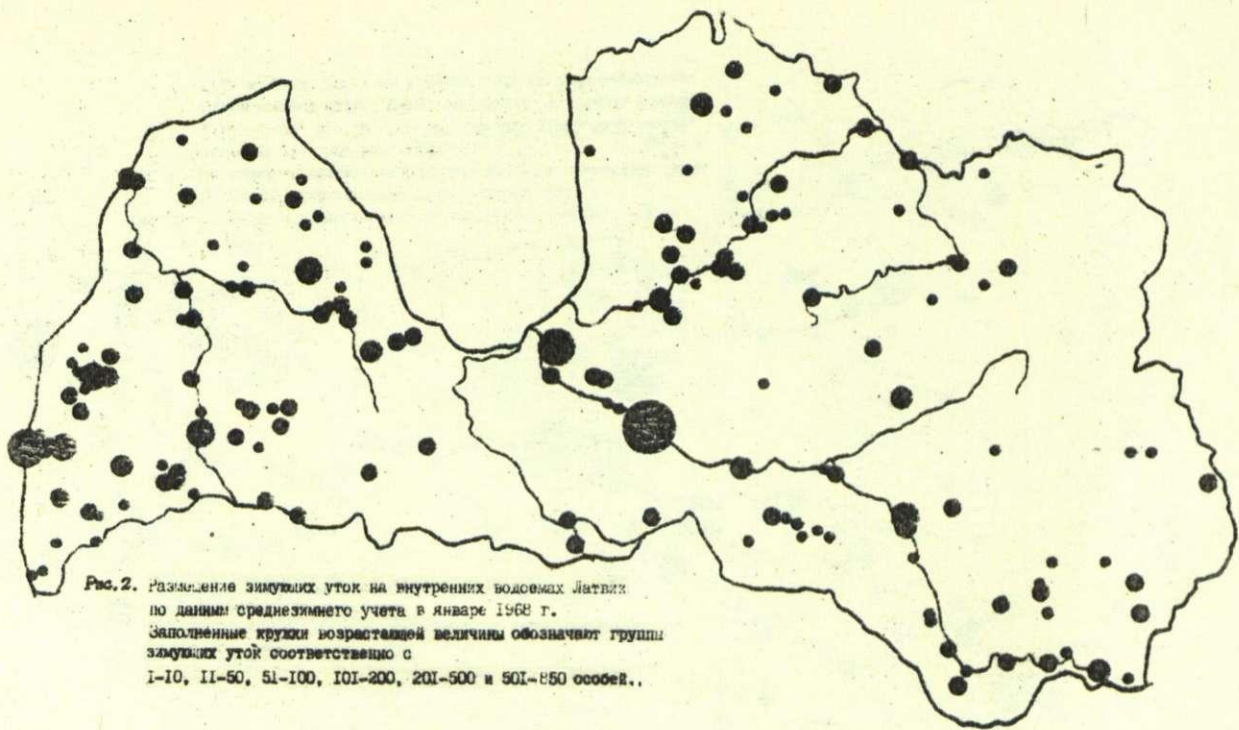 Рис.2. Размещение зимующих уток на внутренних водоемах Латвии
по данным среднезимнего учета в январе 1968 г.
Заполненные кружки возрастающей величины обозначают группы
зимующих уток соответственно с
I-I0, II-50, 5I-I00, I0I-200, 20I-500 и 50I-850 особей..